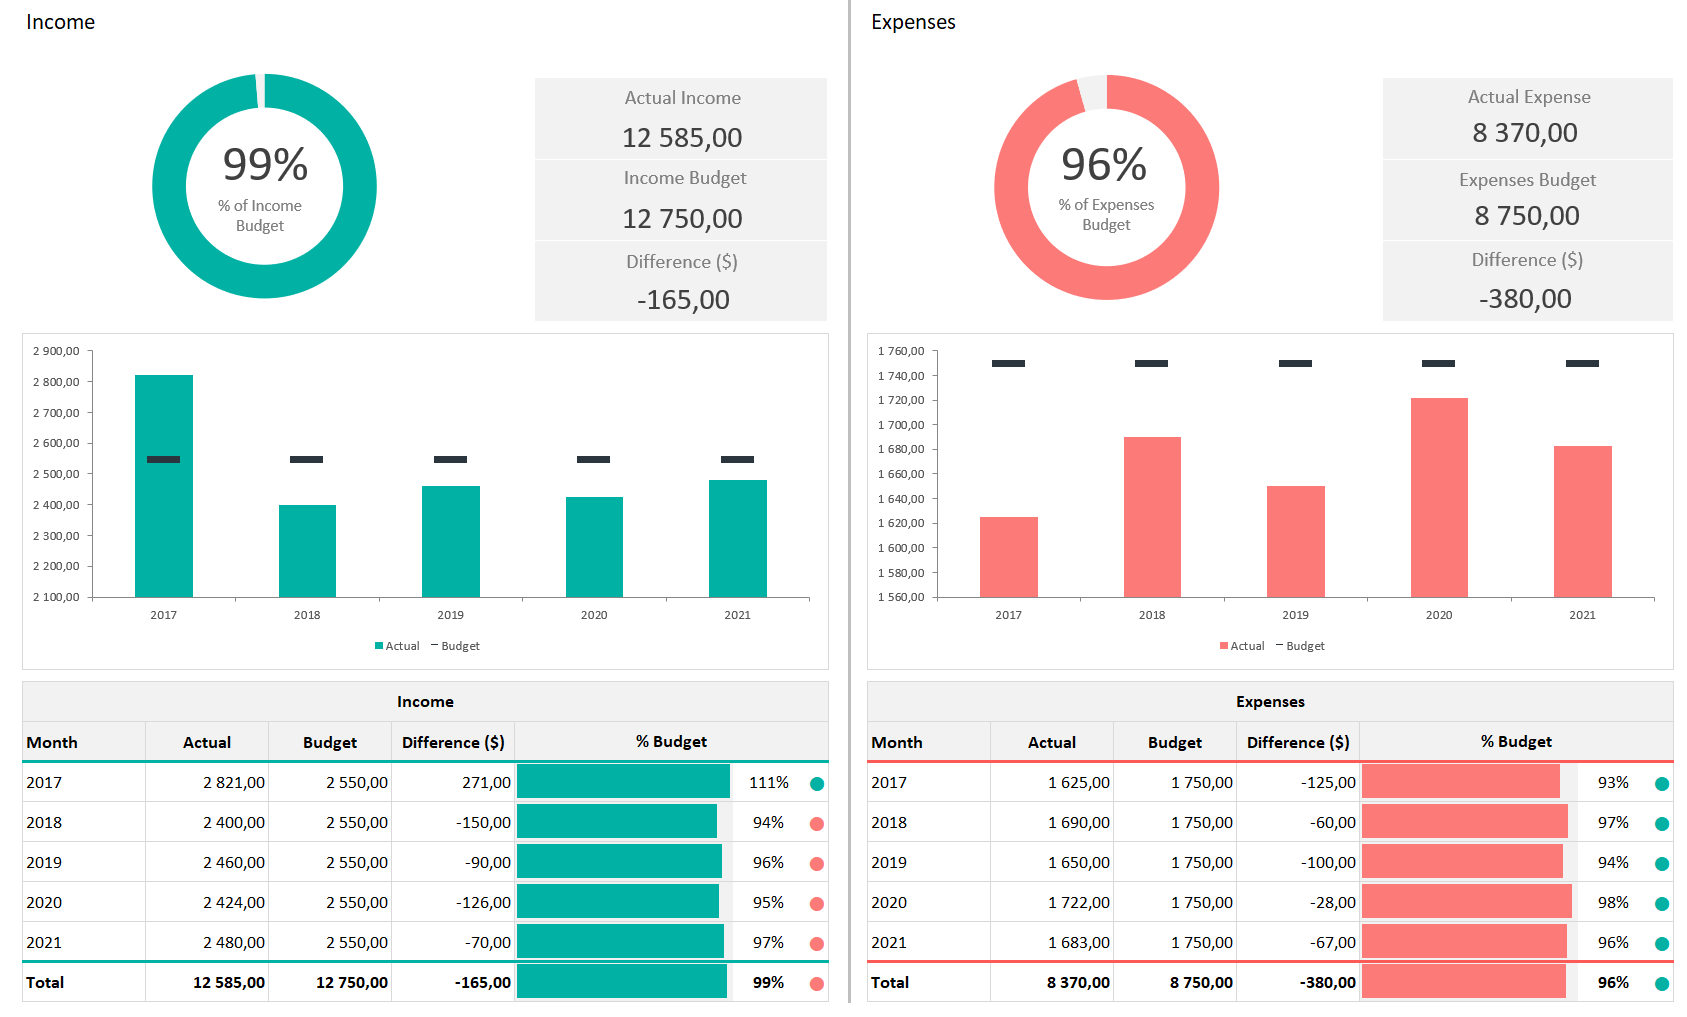 Income
99%
% of Income
Budget
Actual Income
12 585,00
Income Budget
12 750,00
Difference ($)
-165,00
2 900,00
2 800,00
2 700,00
2 600,00
2 500,00
2 400,00
2 300,00
2 200,00
2 100,00
2017 2018 2019 2020 2021
Actual Budget
Income
Month Actual Budget Difference ($) % Budget
2017 2 821,00 2 550,00 271,00 111%
2018 2 400,00 2 550,00 -150,00 94%
2019 2 460,00 2 550,00 -90,00 96%
2020 2 424,00 2 550,00 -126,00 95%
2021 2 480,00 2 550,00 -70,00 97%
Total 12 585,00 12 750,00 -165,00 99%
Expenses
96%
% of Expenses
Budget
Actual Expense
8 370,00
Expenses Budget
8 750,00
Difference ($)
-380,00
1 760,00
1 740,00
1 720,00
1 700,00
1 680,00
1 660,00
1 640,00
1 620,00
1 600,00
1 580,00
1 560,00
2017 2018 2019 2020 2021
Actual Budget
Expenses
Month Actual Budget Difference ($) % Budget
2017 1 625,00 1 750,00 -125,00 93%
2018 1 690,00 1 750,00 -60,00 97%
2019 1 650,00 1 750,00 -100,00 94%
2020 1 722,00 1 750,00 -28,00 98%
2021 1 683,00 1 750,00 -67,00 96%
Total 8 370,00 8 750,00 -380,00 96%